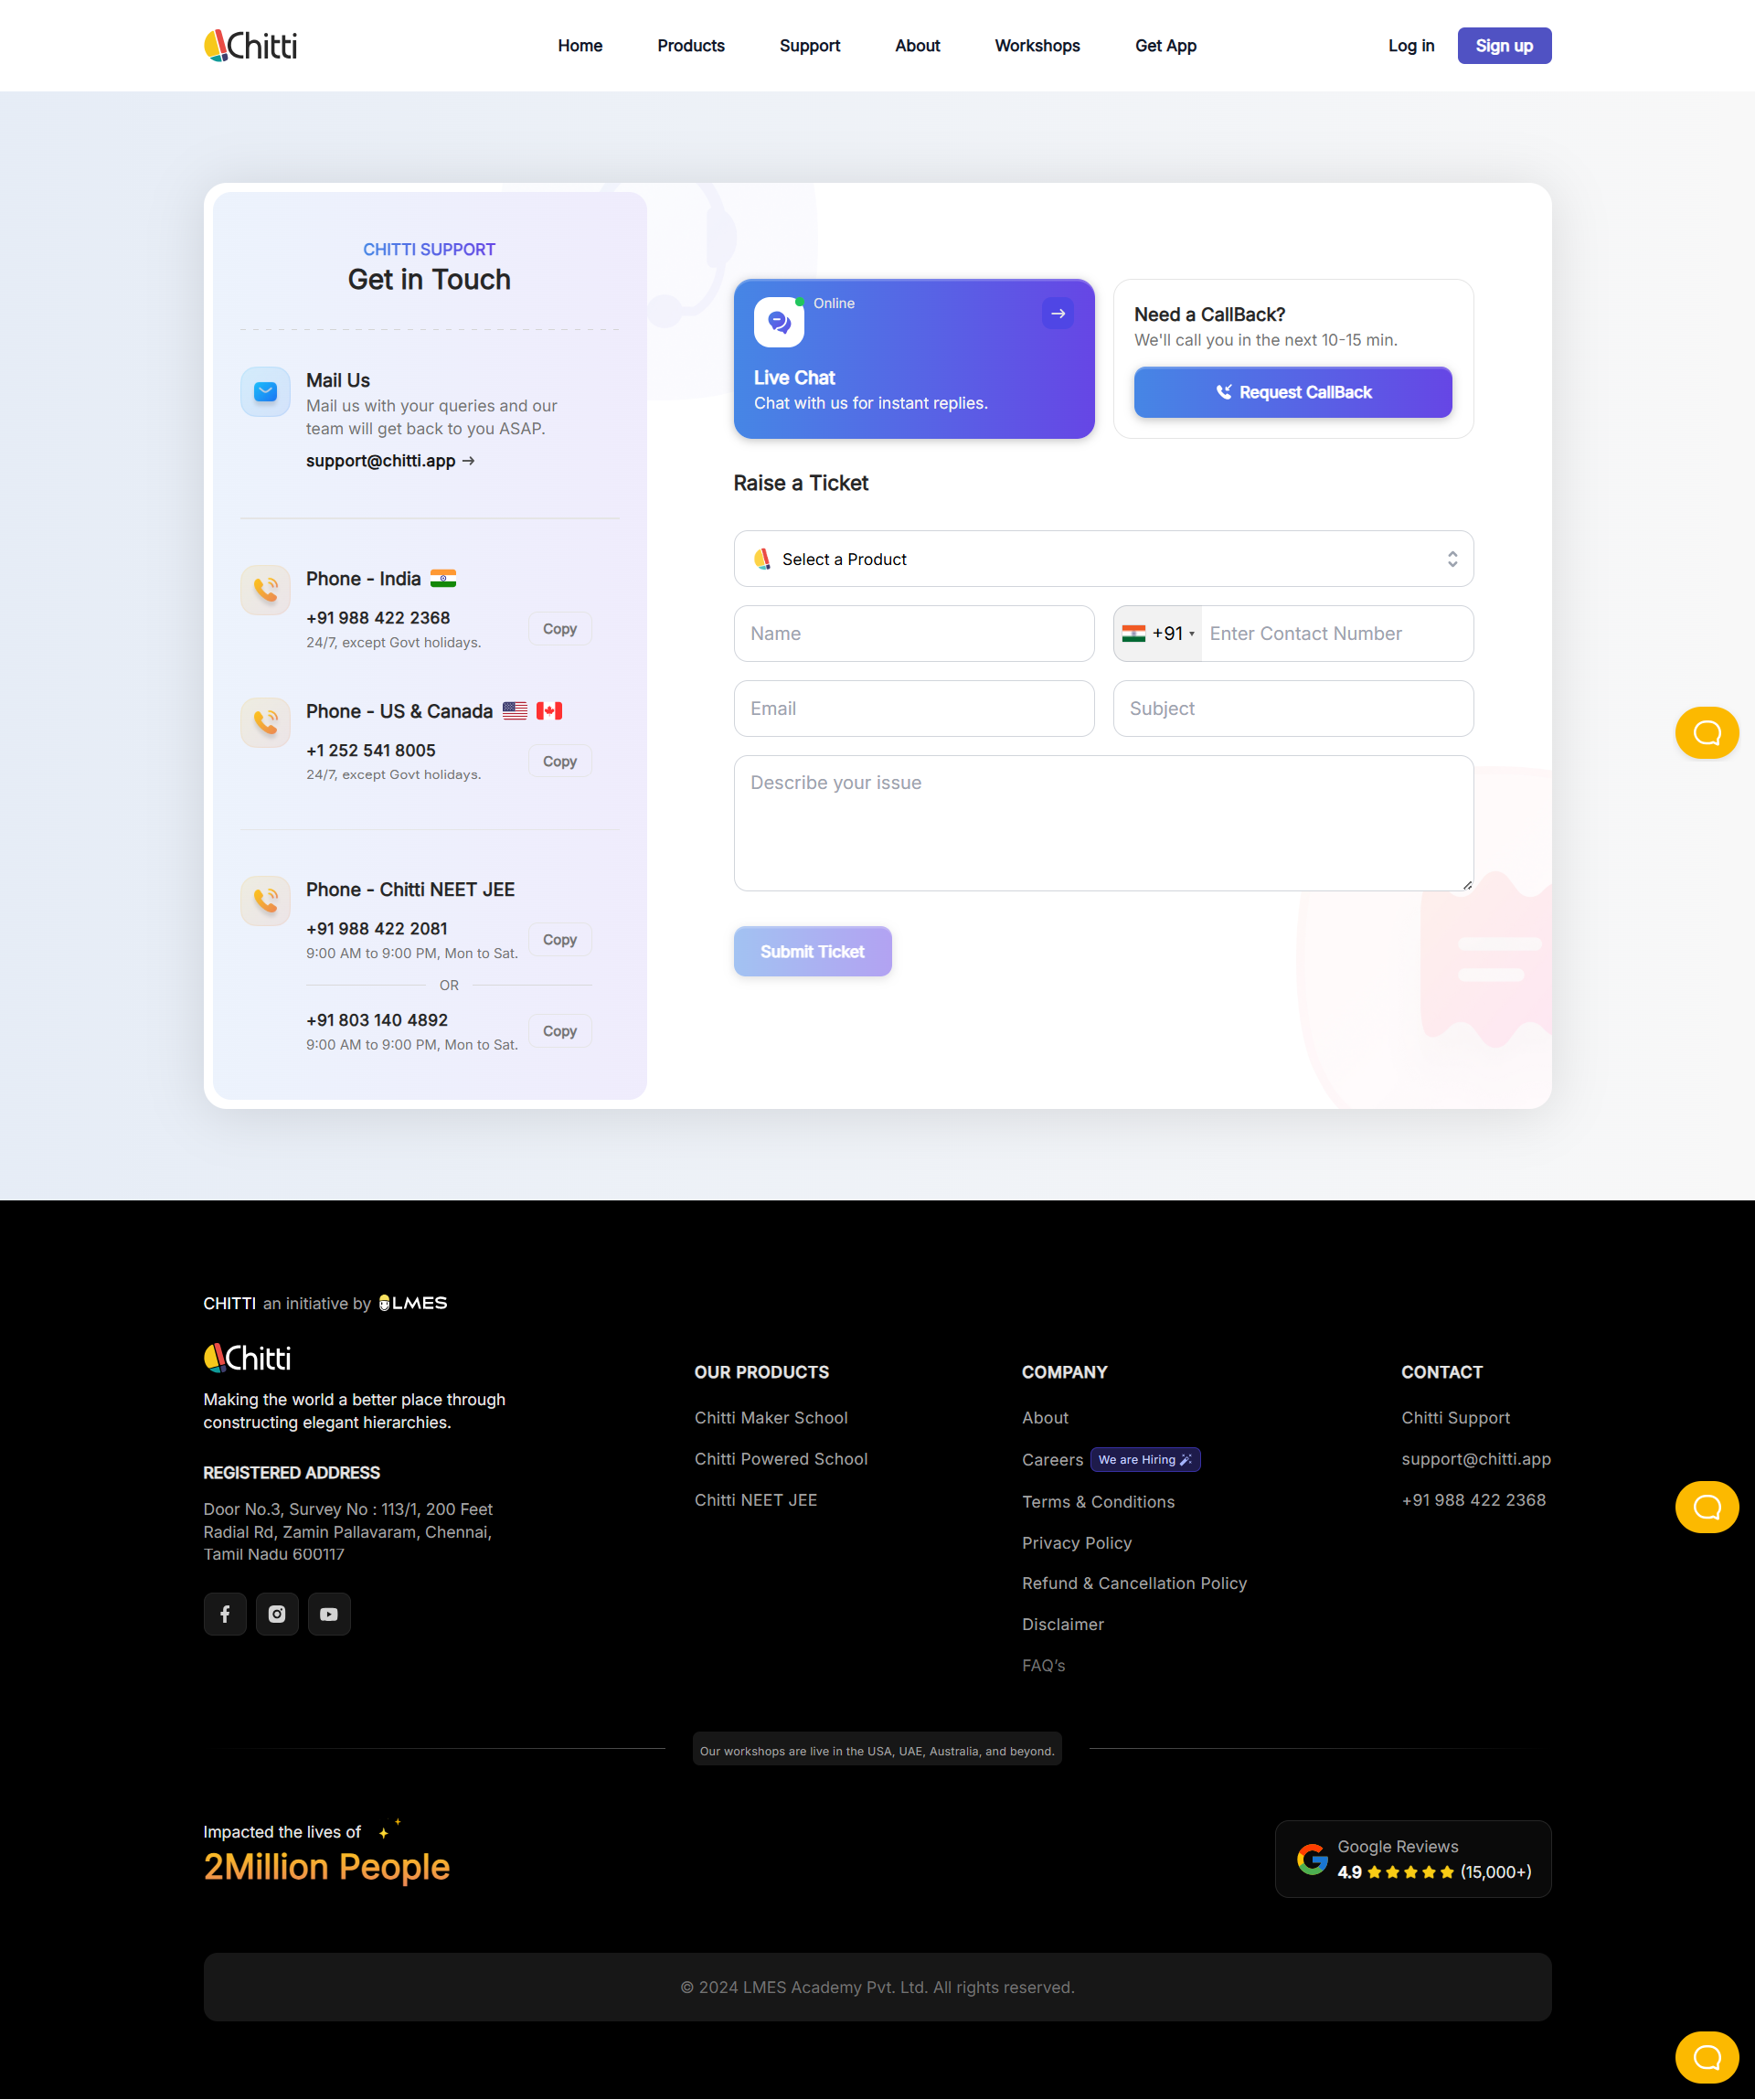 Chitti
Home
Products
Support
About
Workshops
Get App
Log in
Sign up
CHITTI SUPPORT
Get in Touch
Mail Us
Mail us with your queries and our
team will get back to you ASAP.
support@chitti.app →
Phone - India
+91 988 422 2368
24/7, except Govt holidays.
Copy
Phone - US & Canada
+1 252 541 8005
24/7, except Govt holidays.
Copy
Phone - Chitti NEET JEE
+91 988 422 2081
9:00 AM to 9:00 PM, Mon to Sat.
Copy
OR
+91 803 140 4892
9:00 AM to 9:00 PM, Mon to Sat.
Copy
Online
Live Chat
Chat with us for instant replies.
Need a CallBack?
We'll call you in the next 10-15 min.
Request CallBack
Raise a Ticket
Select a Product
Name
+91
Enter Contact Number
Email
Subject
Describe your issue
Submit Ticket
CHITTI an initiative by LMES
Chitti
Making the world a better place through
constructing elegant hierarchies.
REGISTERED ADDRESS
Door No.3, Survey No : 113/1, 200 Feet
Radial Rd, Zamin Pallavaram, Chennai,
Tamil Nadu 600117
OUR PRODUCTS
Chitti Maker School
Chitti Powered School
Chitti NEET JEE
COMPANY
About
Careers
We are Hiring
Terms & Conditions
Privacy Policy
Refund & Cancellation Policy
Disclaimer
FAQ’s
CONTACT
Chitti Support
support@chitti.app
+91 988 422 2368
Our workshops are live in the USA, UAE, Australia, and beyond.
Impacted the lives of
2Million People
Google Reviews
4.9 ★★★★★ (15,000+)
© 2024 LMES Academy Pvt. Ltd. All rights reserved.